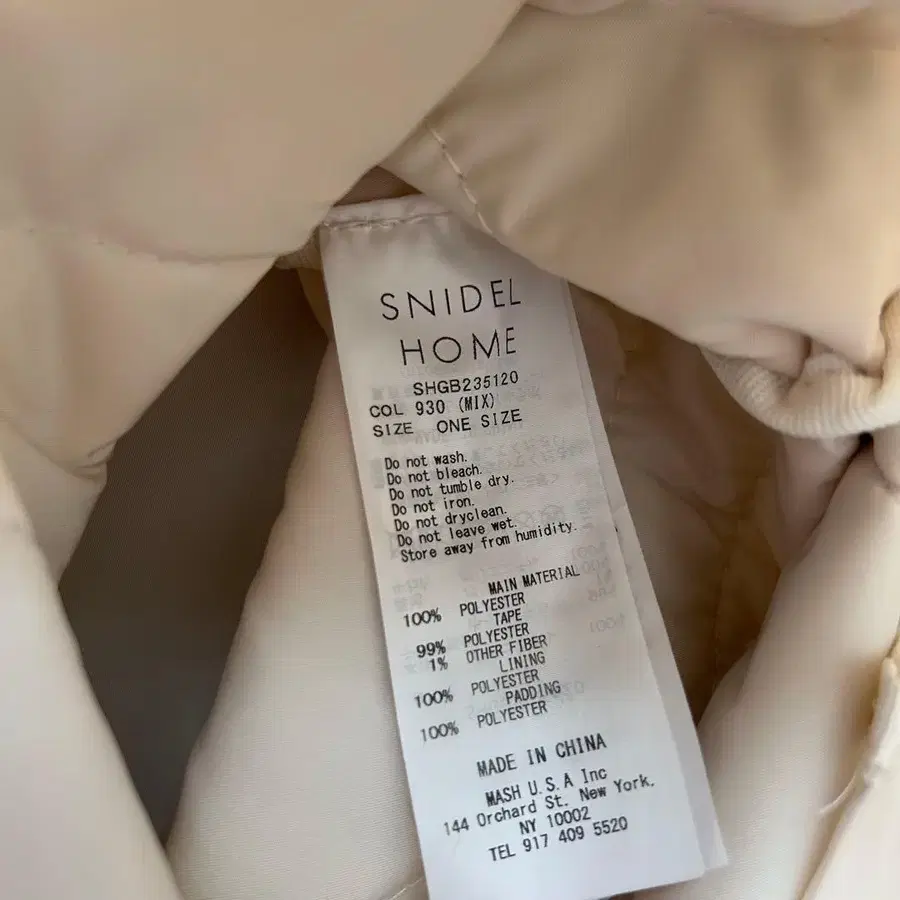 SNIDEL
HOME
SHGB235120
COL 930 (MIX)
SIZE ONE SIZE
Do not wash.
Do not bleach.
Do not tumble dry.
Do not iron.
Do not dryclean.
Do not leave wet.
Store away from humidity.
MAIN MATERIAL
100% POLYESTER
TAPE
99% POLYESTER
1% OTHER FIBER
LINING
100% POLYESTER
PADDING
100% POLYESTER
MADE IN CHINA
MASH U.S.A Inc
144 Orchard St. New York.
NY 10002
TEL 917 409 5520